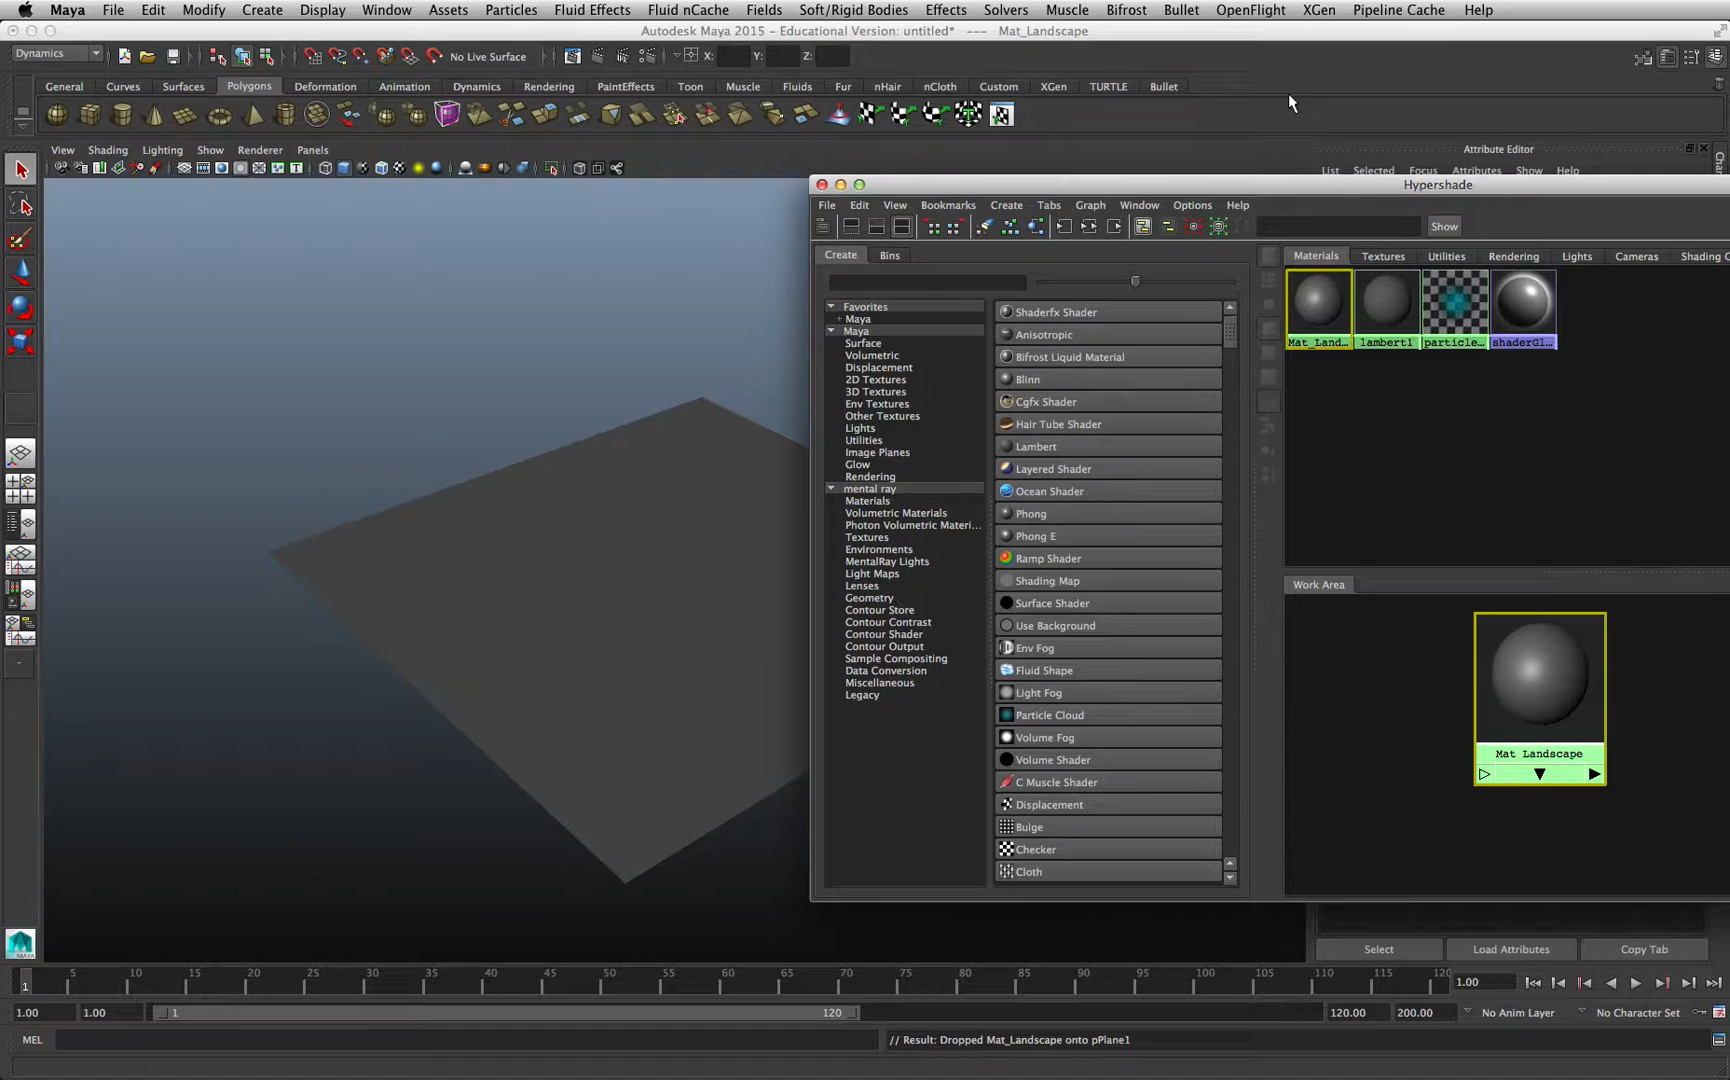 Maya File Edit Modify Create Display Window Assets Particles Fluid Effects Fluid nCache Fields Soft/Rigid Bodies Effects Solvers Muscle Bifrost Bullet OpenFlight XGen Pipeline Cache Help
Autodesk Maya 2015 - Educational Version: untitled* --- Mat_Landscape
Dynamics No Live Surface X: Y: Z:
General Curves Surfaces Polygons Deformation Animation Dynamics Rendering PaintEffects Toon Muscle Fluids Fur nHair nCloth Custom XGen TURTLE Bullet
View Shading Lighting Show Renderer Panels
Attribute Editor
List Selected Focus Attributes Show Help
Hypershade
File Edit View Bookmarks Create Tabs Graph Window Options Help
Show
Create Bins
Materials Textures Utilities Rendering Lights Cameras Shading
Mat_Land... lambert1 particle... shaderGl...
Favorites
+ Maya
Maya
Surface
Volumetric
Displacement
2D Textures
3D Textures
Env Textures
Other Textures
Lights
Utilities
Image Planes
Glow
Rendering
mental ray
Materials
Volumetric Materials
Photon Volumetric Materi...
Textures
Environments
MentalRay Lights
Light Maps
Lenses
Geometry
Contour Store
Contour Contrast
Contour Shader
Contour Output
Sample Compositing
Data Conversion
Miscellaneous
Legacy
Shaderfx Shader
Anisotropic
Bifrost Liquid Material
Blinn
Cgfx Shader
Hair Tube Shader
Lambert
Layered Shader
Ocean Shader
Phong
Phong E
Ramp Shader
Shading Map
Surface Shader
Use Background
Env Fog
Fluid Shape
Light Fog
Particle Cloud
Volume Fog
Volume Shader
C Muscle Shader
Displacement
Bulge
Checker
Cloth
Work Area
Mat Landscape
Select Load Attributes Copy Tab
MAYA
1 5 10 15 20 25 30 35 40 45 50 55 60 65 70 75 80 85 90 95 100 105 110 115 120 1.00
1.00 1.00 1 120 120.00 200.00 No Anim Layer No Character Set
MEL // Result: Dropped Mat_Landscape onto pPlane1